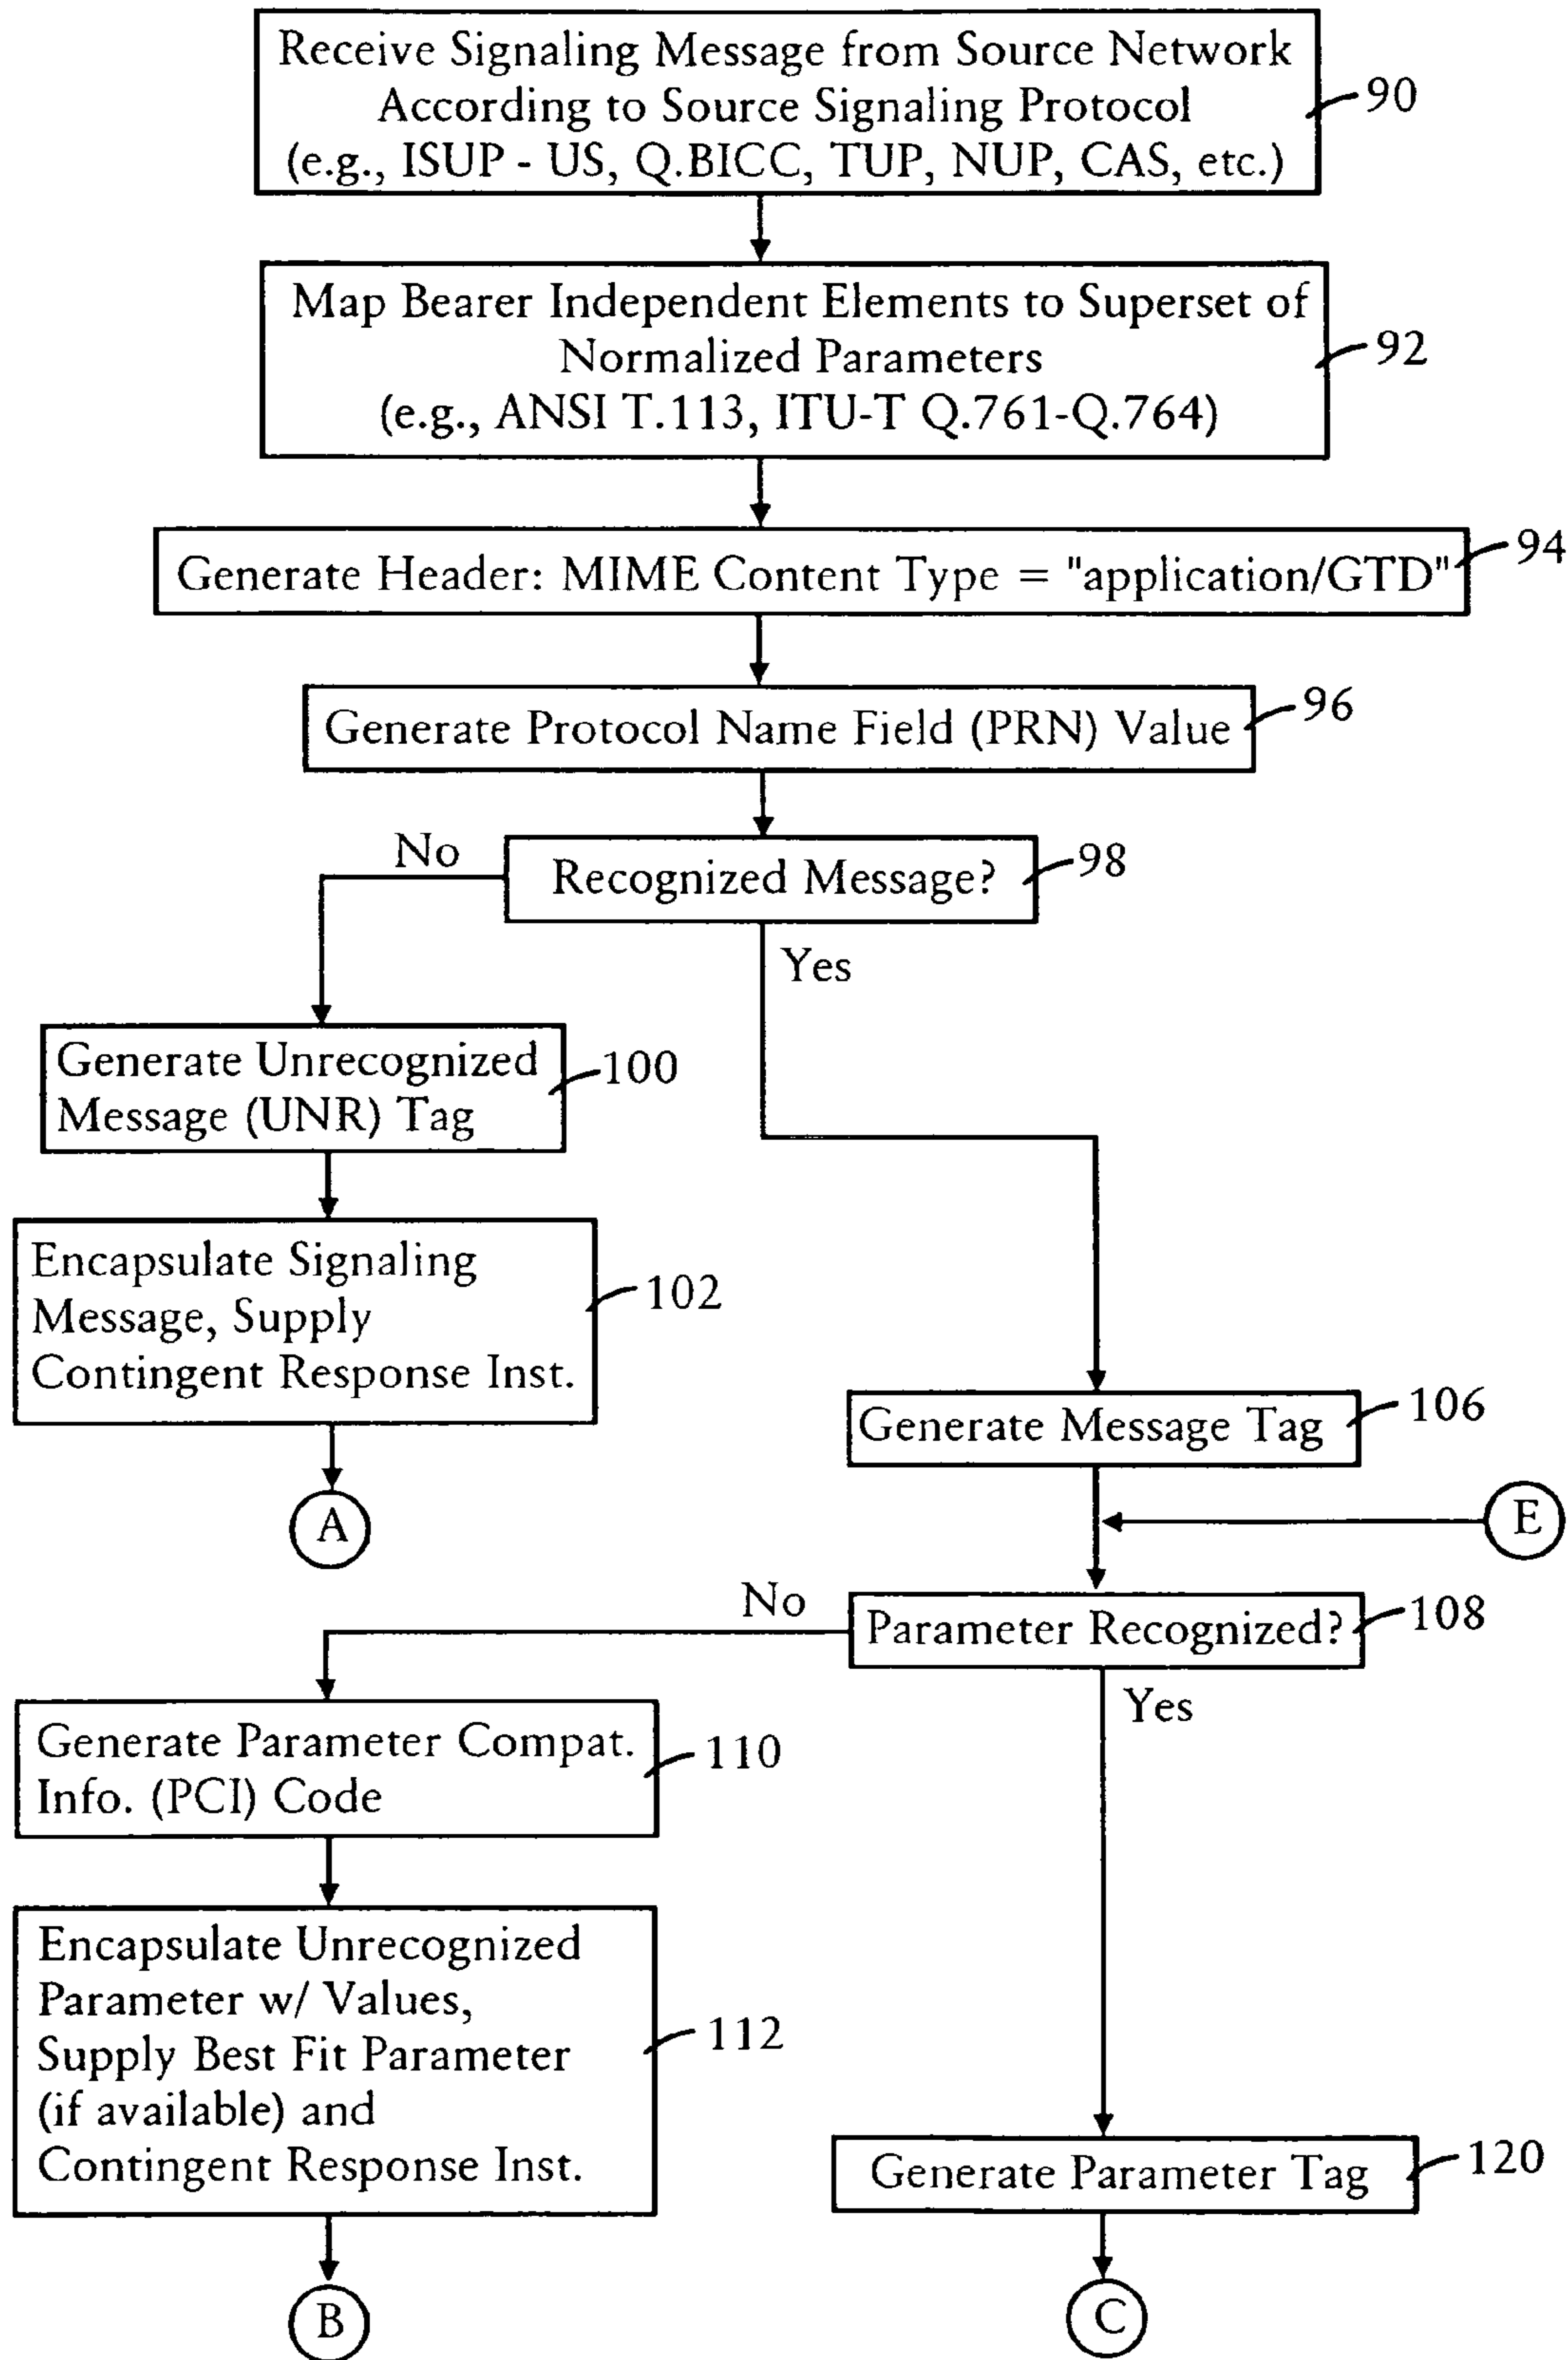 Receive Signaling Message from Source Network
According to Source Signaling Protocol
(e.g., ISUP - US, Q.BICC, TUP, NUP, CAS, etc.)
90
Map Bearer Independent Elements to Superset of
Normalized Parameters
(e.g., ANSI T.113, ITU-T Q.761-Q.764)
92
Generate Header: MIME Content Type = "application/GTD"
94
Generate Protocol Name Field (PRN) Value
96
Recognized Message?
98
No
Yes
Generate Unrecognized
Message (UNR) Tag
100
Encapsulate Signaling
Message, Supply
Contingent Response Inst.
102
A
Generate Message Tag
106
E
Parameter Recognized?
108
No
Yes
Generate Parameter Compat.
Info. (PCI) Code
110
Encapsulate Unrecognized
Parameter w/ Values,
Supply Best Fit Parameter
(if available) and
Contingent Response Inst.
112
B
Generate Parameter Tag
120
C